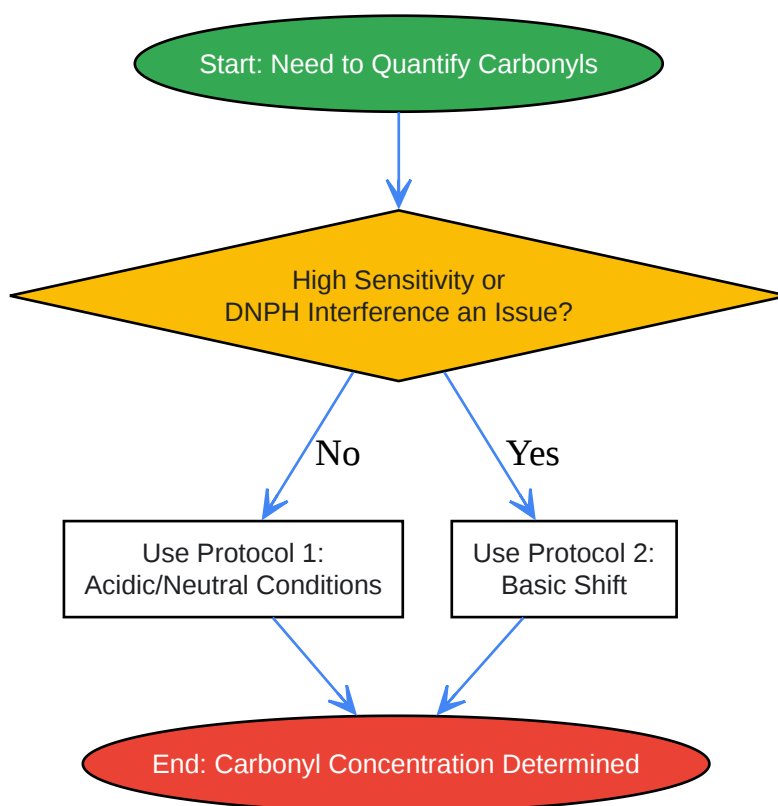 Start: Need to Quantify Carbonyls
High Sensitivity or
DNPH Interference an Issue?
No
Yes
Use Protocol 1:
Acidic/Neutral Conditions
Use Protocol 2:
Basic Shift
End: Carbonyl Concentration Determined